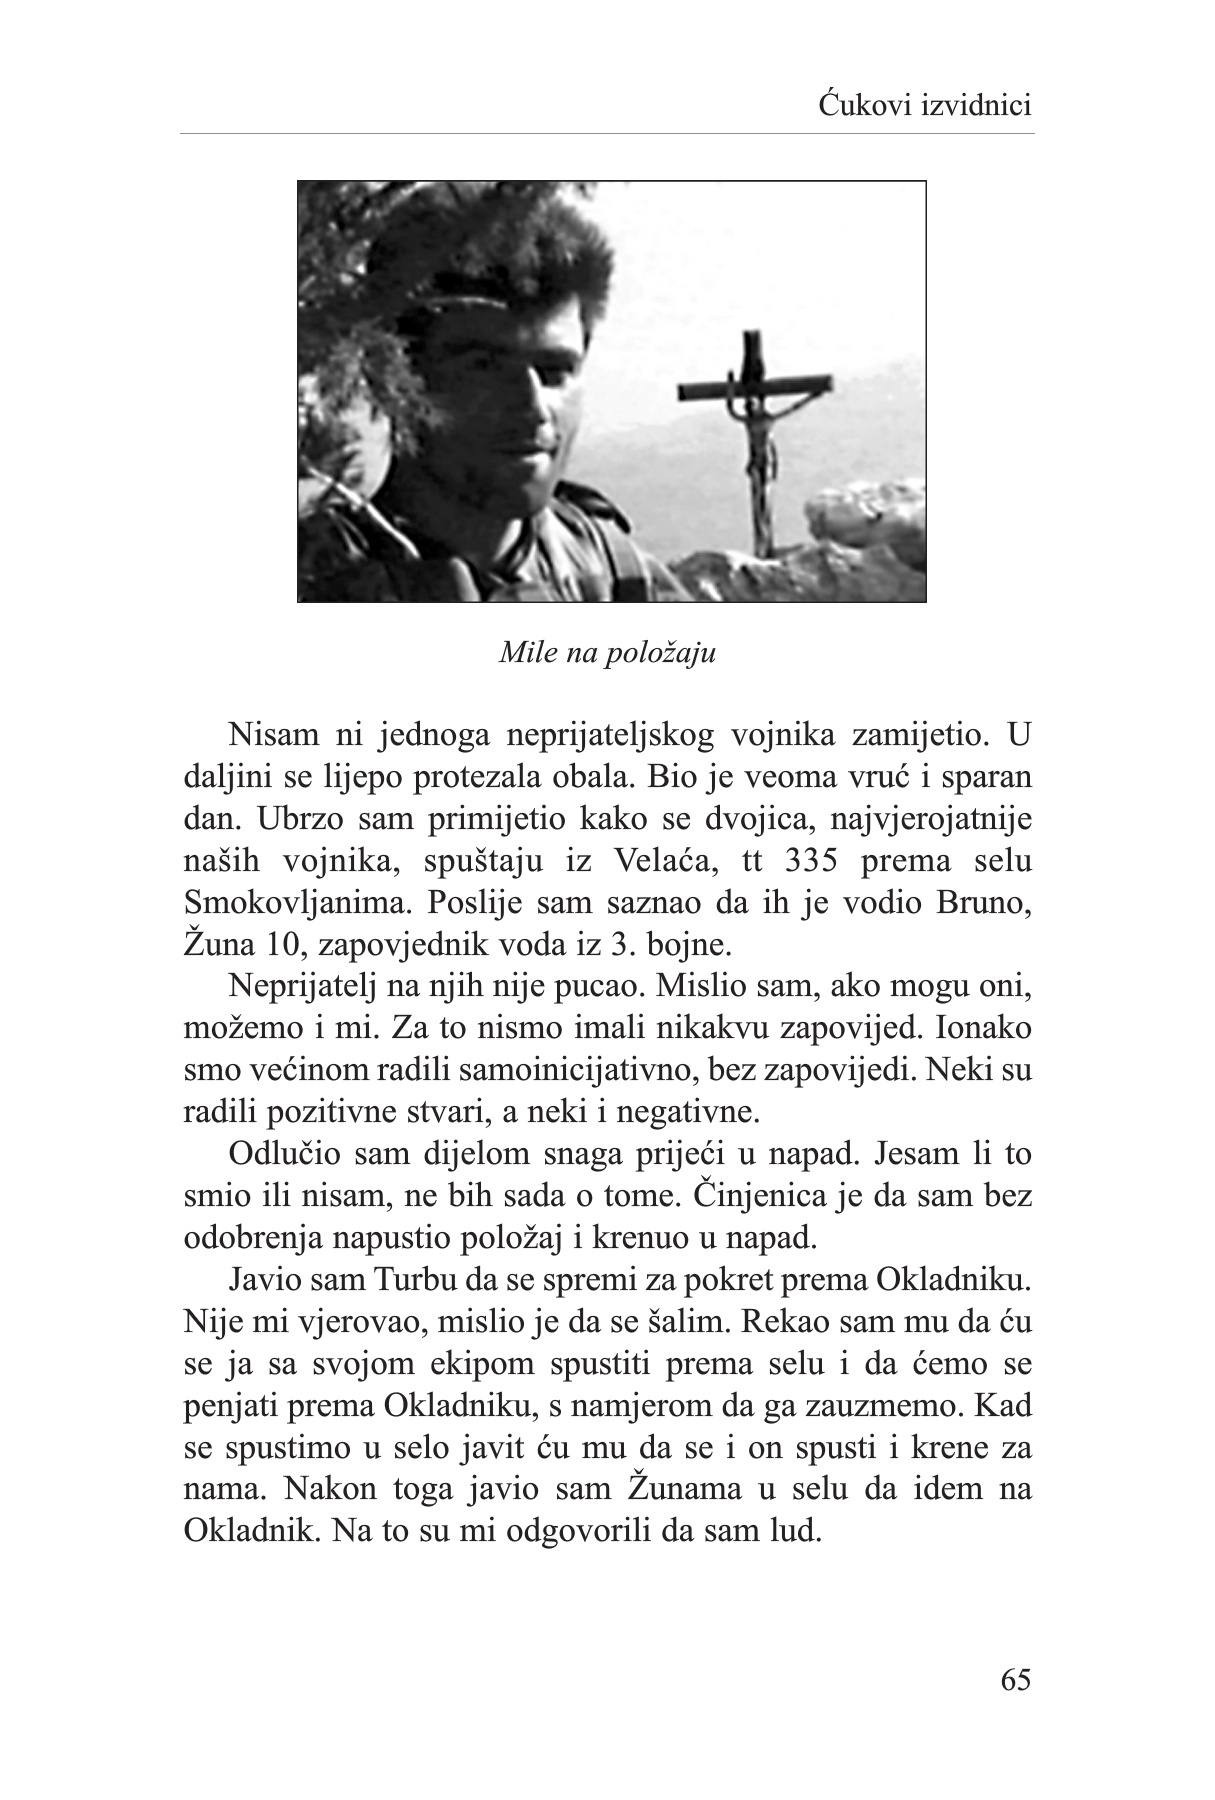 Ćukovi izvidnici
Mile na položaju
Nisam ni jednoga neprijateljskog vojnika zamijetio. U
daljini se lijepo protezala obala. Bio je veoma vruć i sparan
dan. Ubrzo sam primijetio kako se dvojica, najvjerojatnije
naših vojnika, spuštaju iz Velaća, tt 335 prema selu
Smokovljanima. Poslije sam saznao da ih je vodio Bruno,
Žuna 10, zapovjednik voda iz 3. bojne.
Neprijatelj na njih nije pucao. Mislio sam, ako mogu oni,
možemo i mi. Za to nismo imali nikakvu zapovijed. Ionako
smo većinom radili samoinicijativno, bez zapovijedi. Neki su
radili pozitivne stvari, a neki i negativne.
Odlučio sam dijelom snaga prijeći u napad. Jesam li to
smio ili nisam, ne bih sada o tome. Činjenica je da sam bez
odobrenja napustio položaj i krenuo u napad.
Javio sam Turbu da se spremi za pokret prema Okladniku.
Nije mi vjerovao, mislio je da se šalim. Rekao sam mu da ću
se ja sa svojom ekipom spustiti prema selu i da ćemo se
penjati prema Okladniku, s namjerom da ga zauzmemo. Kad
se spustimo u selo javit ću mu da se i on spusti i krene za
nama. Nakon toga javio sam Žunama u selu da idem na
Okladnik. Na to su mi odgovorili da sam lud.
65